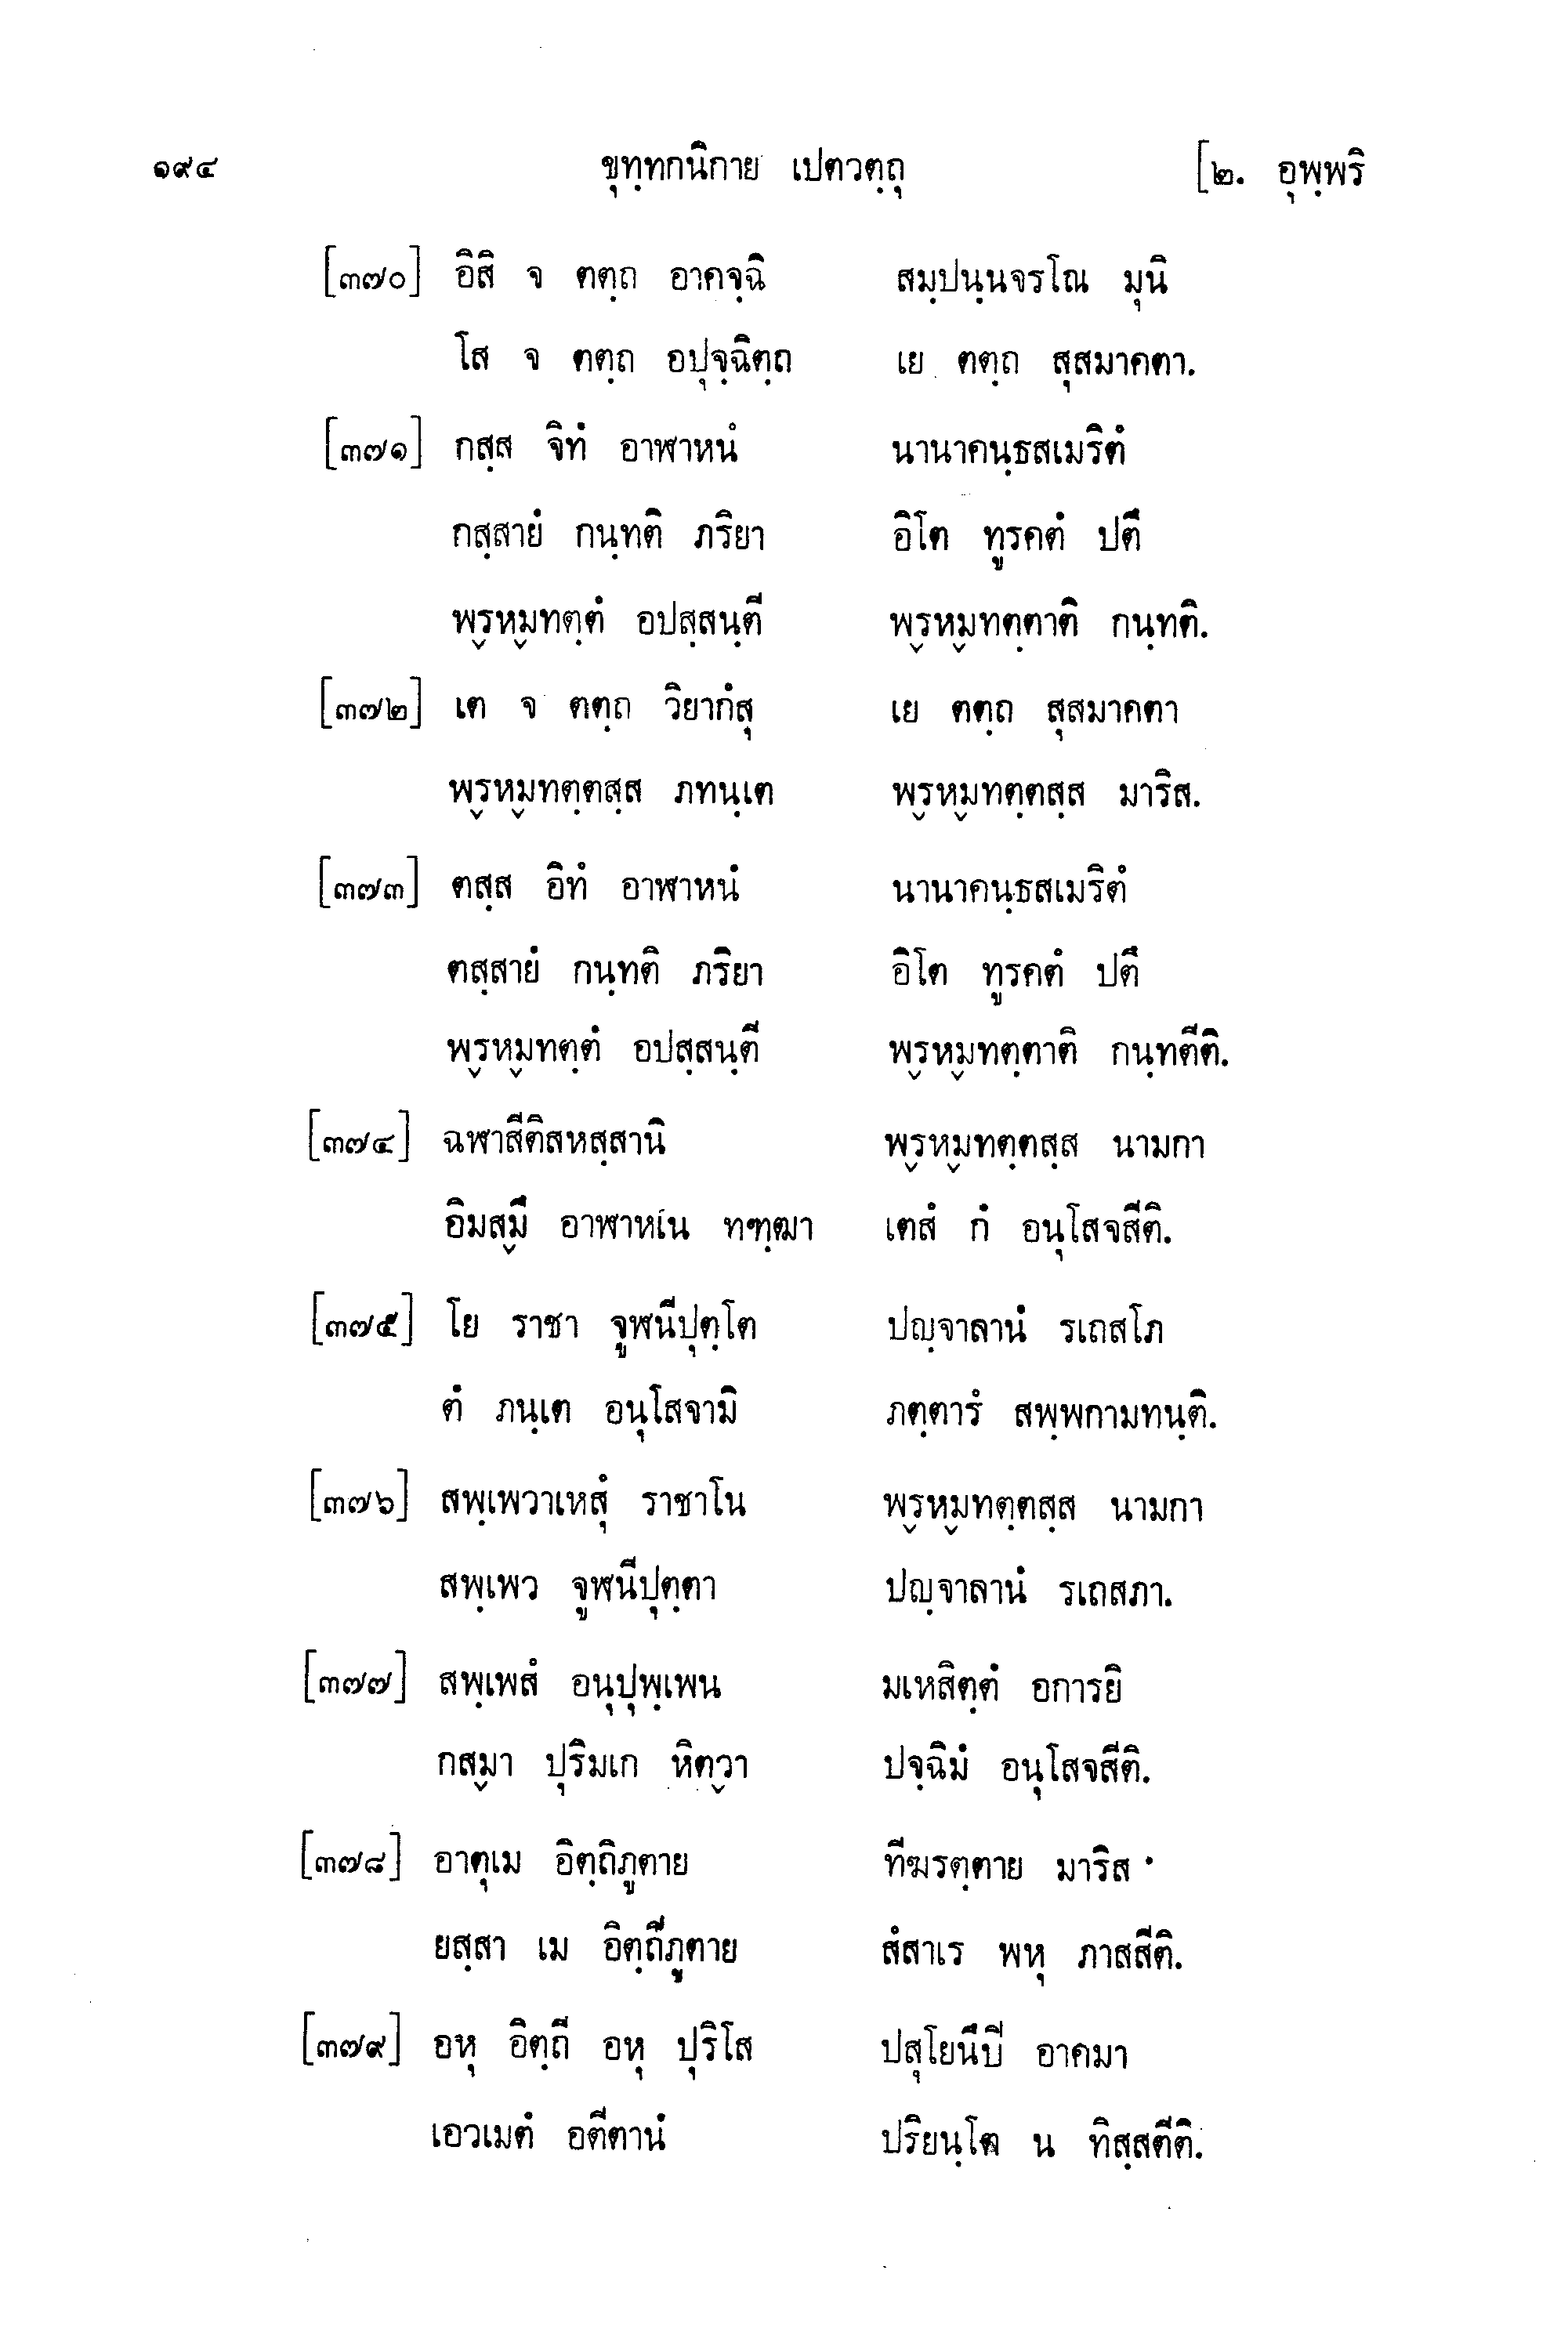 ๑๙๔ ขุทฺทกนิกาย เปตวตฺถุ [๒. อุพฺพริ
[๓๗๐] อิสิ จ ตตฺถ อาคจฺฉิ สมฺปนฺนจรโณ มุนิ
โส จ ตตฺถ อปุจฺฉิตฺถ เย ตตฺถ สุสมาคตา.
[๓๗๑] กสฺส จิทํ อาฬาหนํ นานาคนฺธสเมริตํ
กสฺสายํ กนฺทติ ภริยา อิโต ทูรคตํ ปตึ
พฺรหฺมทตฺตํ อปสฺสนฺตี พฺรหฺมทตฺตาติ กนฺทติ.
[๓๗๒] เต จ ตตฺถ วิยากํสุ เย ตตฺถ สุสมาคตา
พฺรหฺมทตฺตสฺส ภทนฺเต พฺรหฺมทตฺตสฺส มาริส.
[๓๗๓] ตสฺส อิทํ อาฬาหนํ นานาคนฺธสเมริตํ
ตสฺสายํ กนฺทติ ภริยา อิโต ทูรคตํ ปตึ
พฺรหฺมทตฺตํ อปสฺสนฺตี พฺรหฺมทตฺตาติ กนฺทตีติ.
[๓๗๔] ฉฬาสีติสหสฺสานิ พฺรหฺมทตฺตสฺส นามกา
อิมสฺมึ อาฬาหเน ทฑฺฒา เตสํ กํ อนุโสจสีติ.
[๓๗๕] โย ราชา จูฬนีปุตฺโต ปญฺจาลานํ รเถสโภ
ตํ ภนฺเต อนุโสจามิ ภตฺตารํ สพฺพกามทนฺติ.
[๓๗๖] สพฺเพวาเหสุํ ราชาโน พฺรหฺมทตฺตสฺส นามกา
สพฺเพว จูฬนีปุตฺตา ปญฺจาลานํ รเถสภา.
[๓๗๗] สพฺเพสํ อนุปุพฺเพน มเหสิตฺตํ อการยิ
กสฺมา ปุริมเก หิตฺวา ปจฺฉิมํ อนุโสจสีติ.
[๓๗๘] อาตุเม อิตฺถิภูตาย ทีฆรตฺตาย มาริส
ยสฺสา เม อิตฺถีภูตาย สํสาเร พหุ ภาสสีติ.
[๓๗๙] อหุ อิตฺถี อหุ ปุริโส ปสุโยนึปิ อาคมา
เอวเมตํ อตีตานํ ปริยนฺโต น ทิสฺสตีติ.